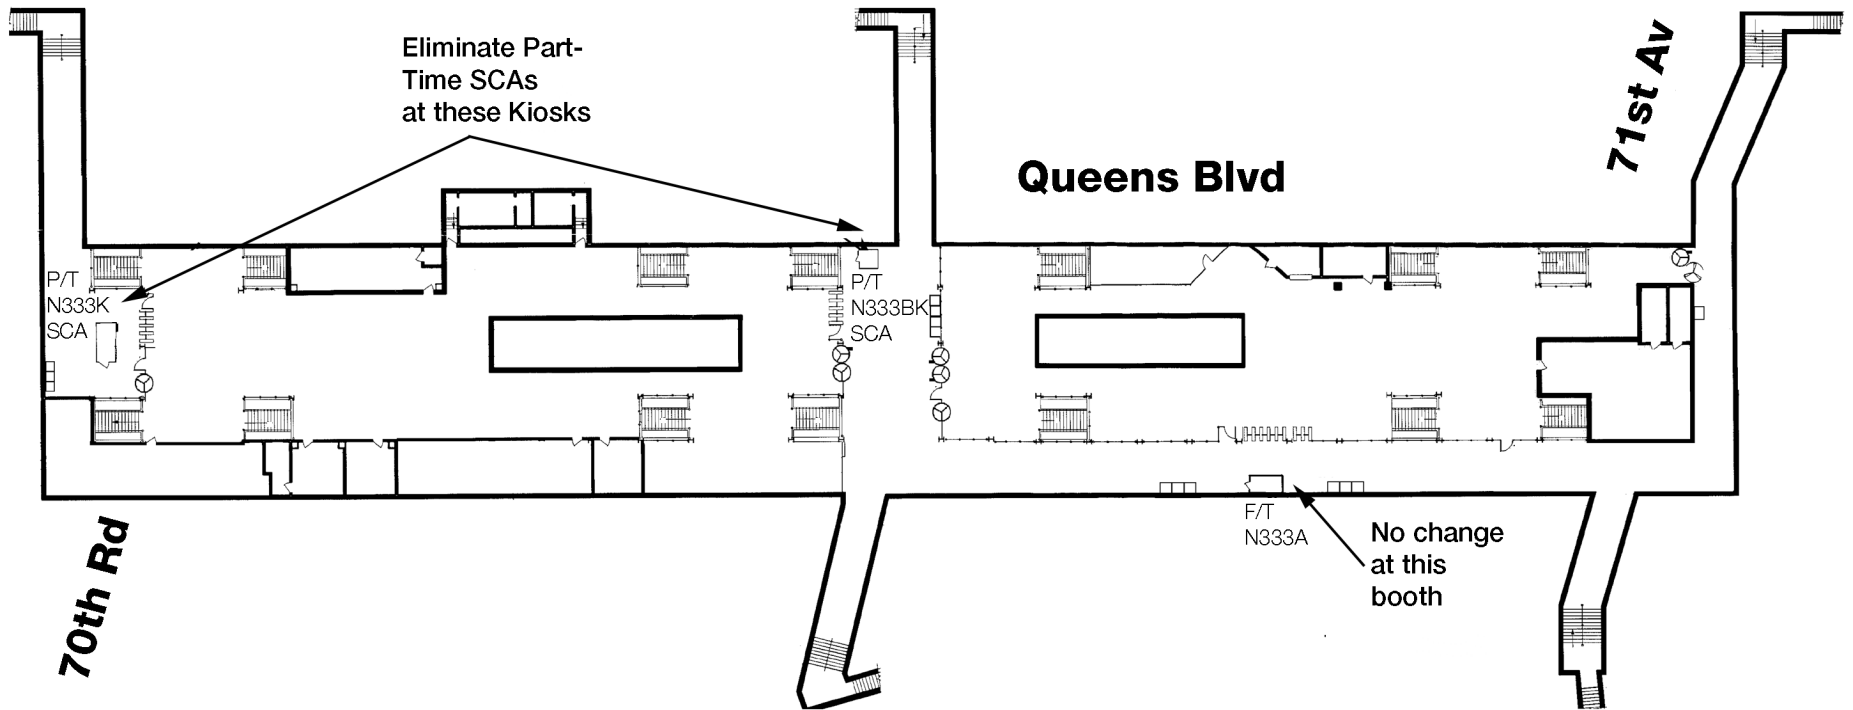 Eliminate Part-
Time SCAs
at these Kiosks
71st Av
Queens Blvd
P/T
N333K
SCA
P/T
N333BK
SCA
F/T
N333A
No change
at this
booth
70th Rd